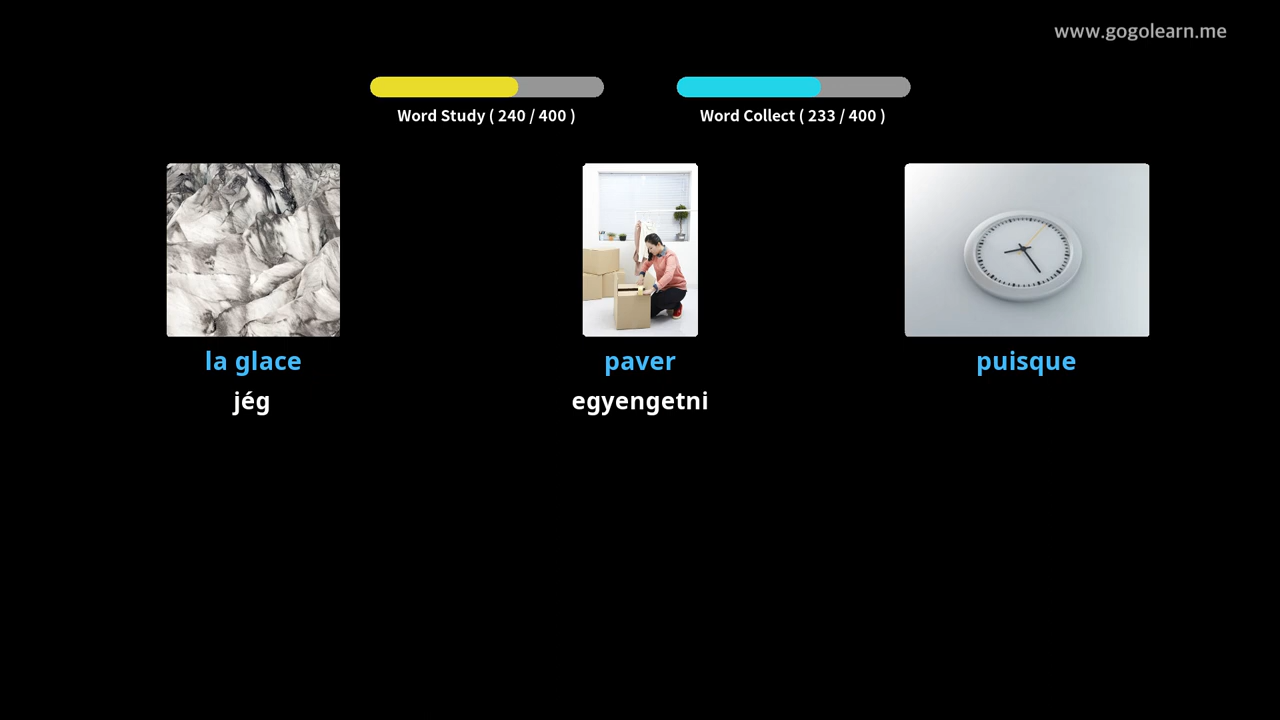 www.gogolearn.me
Word Study ( 240 / 400 )
Word Collect ( 233 / 400 )
la glace
paver
puisque
jég
egyengetni